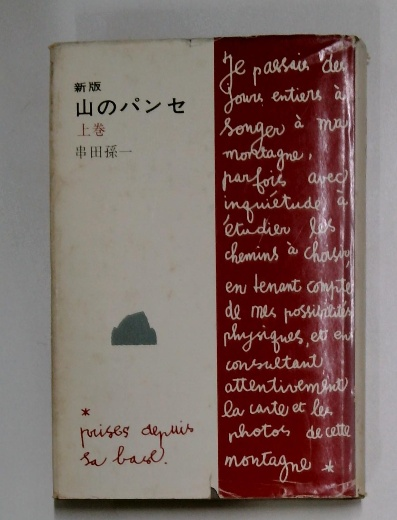 新版
山のパンセ
上巻
串田孫一
Je passais des
jours entiers à
songer à ma
montagne,
parfois avec
inquiétude, à
étudier les
chemins à choisir,
en tenant compte
de mes possibilités
physiques, et en
consultant
attentivement
la carte et les
photos de cette
montagne *
*
prises depuis
sa base.